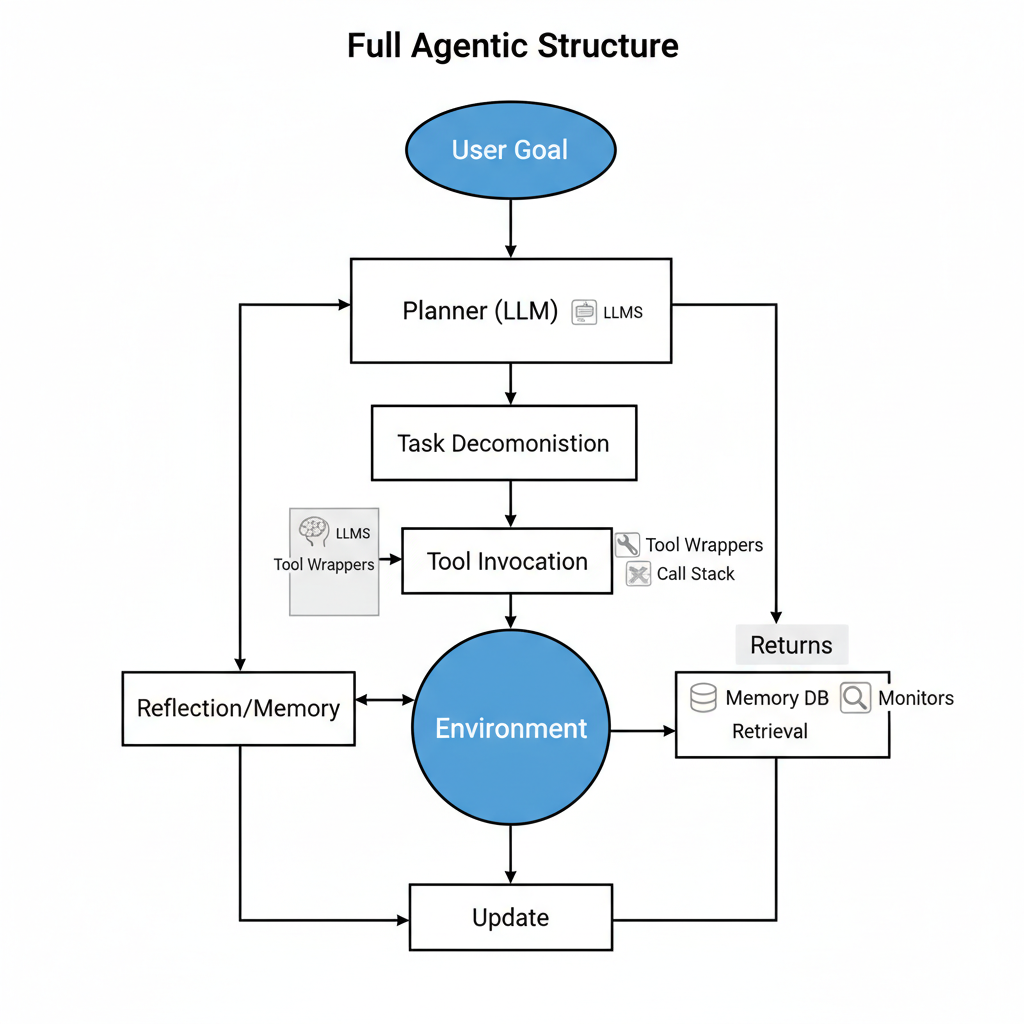 Full Agentic Structure
User Goal
Planner (LLM)
LLMS
Task Decomonistion
LLMS
Tool Wrappers
Tool Invocation
Tool Wrappers
Call Stack
Returns
Reflection/Memory
Environment
Memory DB
Monitors
Retrieval
Update